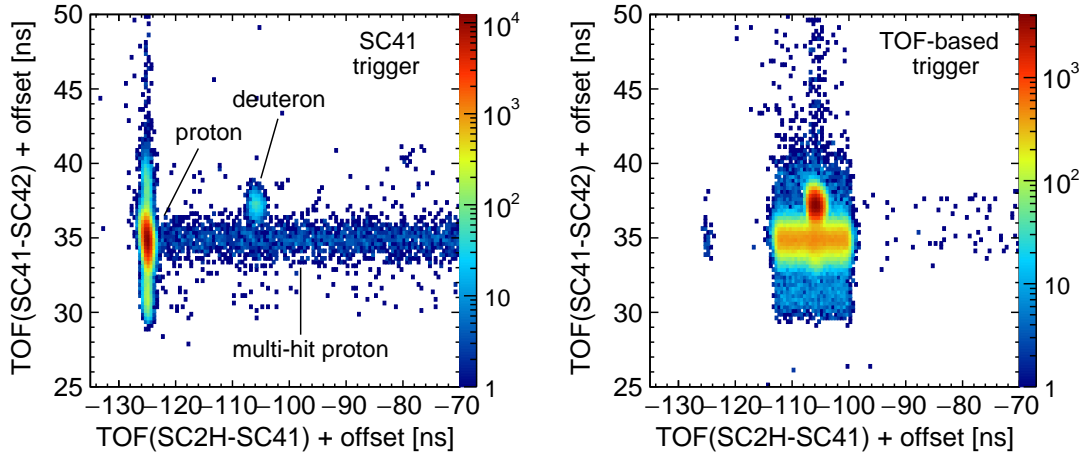 SC41
trigger
deuteron
proton
multi-hit proton
TOF(SC41-SC42) + offset [ns]
50
45
40
35
30
25
−130 −120 −110 −100 −90 −80 −70
TOF(SC2H-SC41) + offset [ns]
10⁴
10³
10²
10
1
TOF-based
trigger
TOF(SC41-SC42) + offset [ns]
50
45
40
35
30
25
−130 −120 −110 −100 −90 −80 −70
TOF(SC2H-SC41) + offset [ns]
10³
10²
10
1